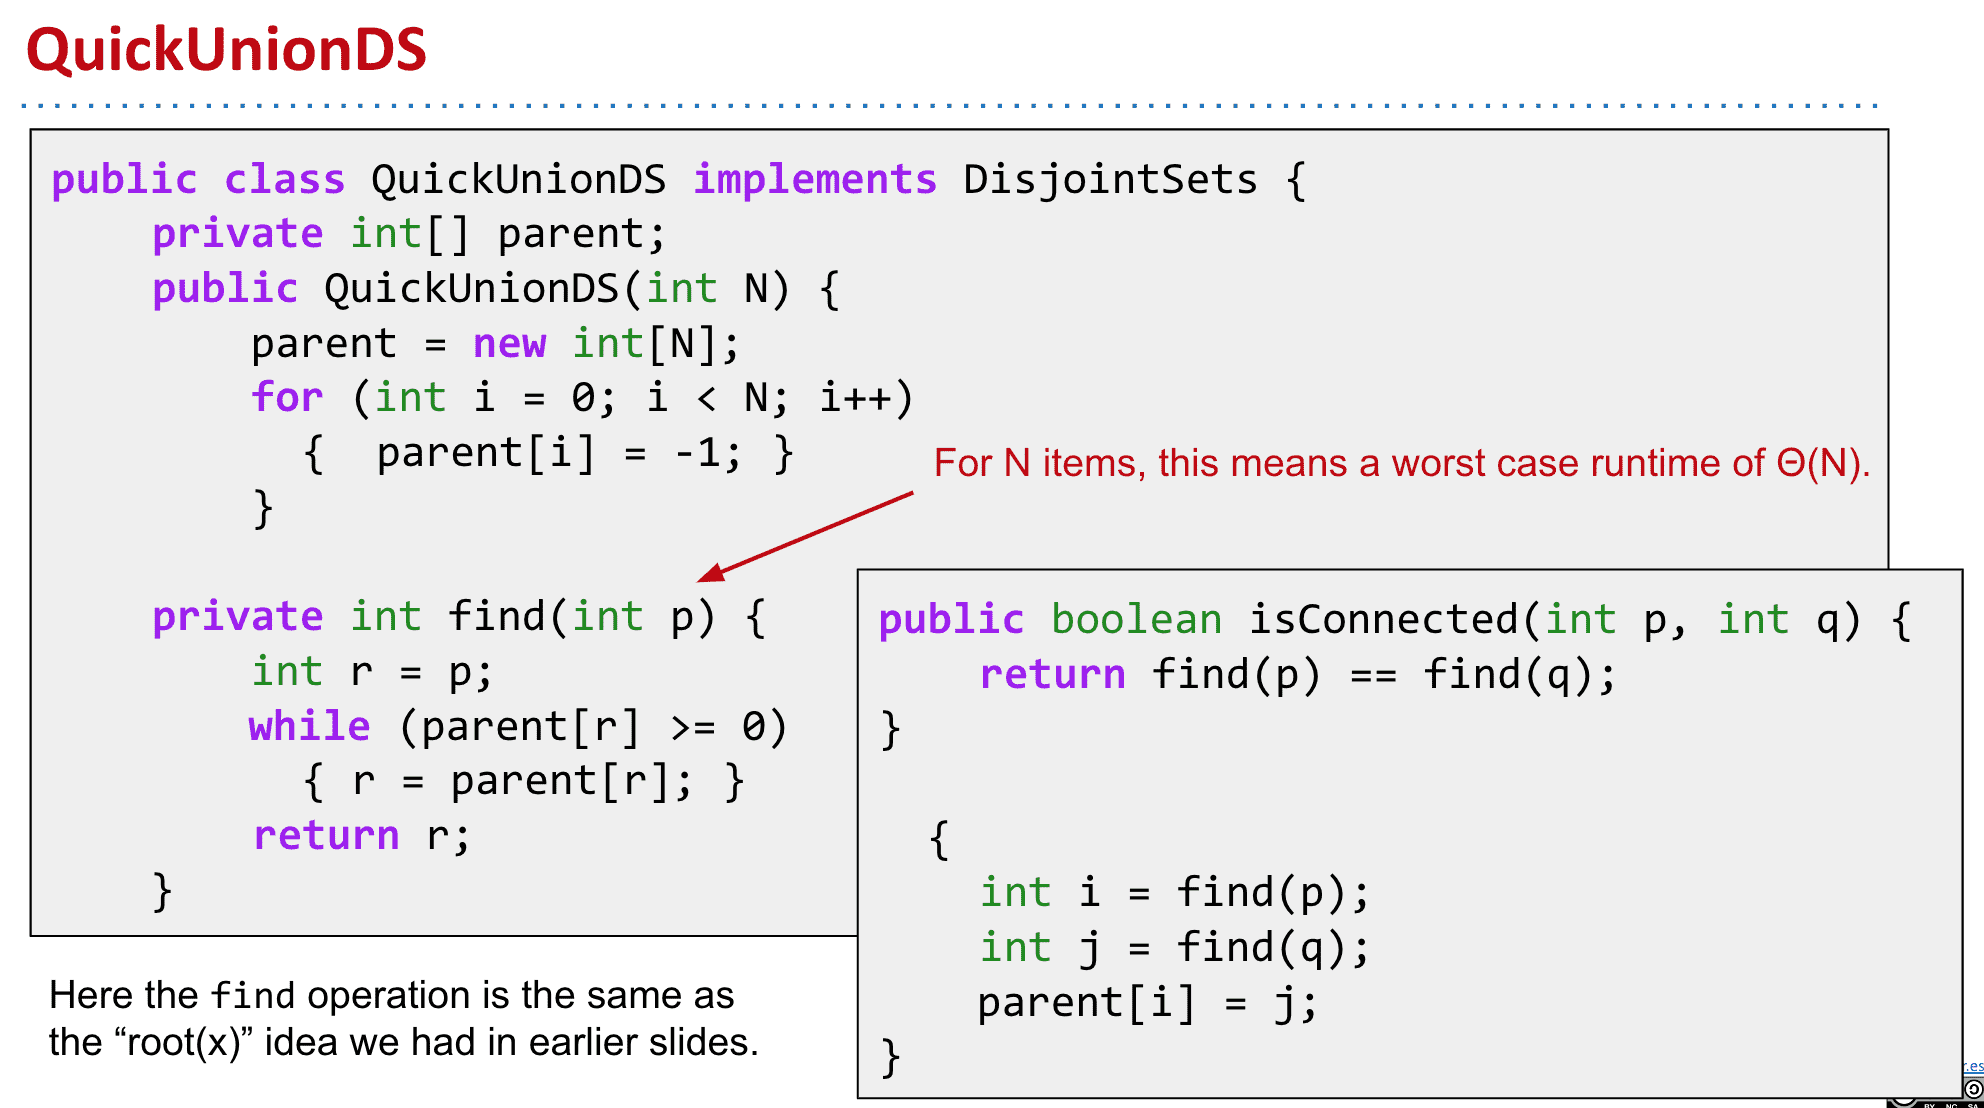 QuickUnionDS
public class QuickUnionDS implements DisjointSets {
private int[] parent;
public QuickUnionDS(int N) {
parent = new int[N];
for (int i = 0; i < N; i++)
{ parent[i] = -1; }
}
For N items, this means a worst case runtime of Θ(N).
private int find(int p) {
int r = p;
while (parent[r] >= 0)
{ r = parent[r]; }
return r;
}
public boolean isConnected(int p, int q) {
return find(p) == find(q);
}
{
int i = find(p);
int j = find(q);
parent[i] = j;
}
Here the find operation is the same as
the “root(x)” idea we had in earlier slides.
BY NC SA